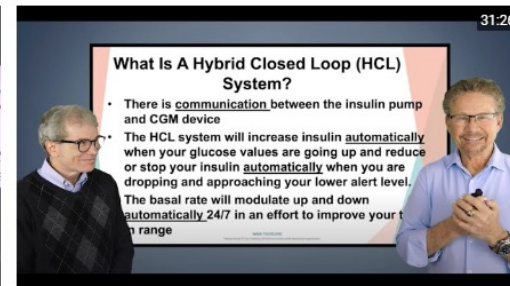 31:2
What Is A Hybrid Closed Loop (HCL)
System?
• There is communication between the insulin pump
and CGM device
• The HCL system will increase insulin automatically
when your glucose values are going up and reduce
or stop your insulin automatically when you are
dropping and approaching your lower alert level.
The basal rate will modulate up and down
automatically 24/7 in an effort to improve your t
n range